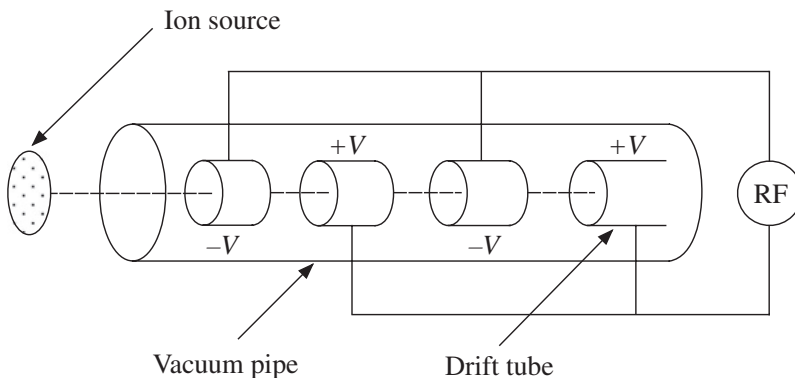 Ion source
+V
+V
RF
–V
–V
Vacuum pipe
Drift tube